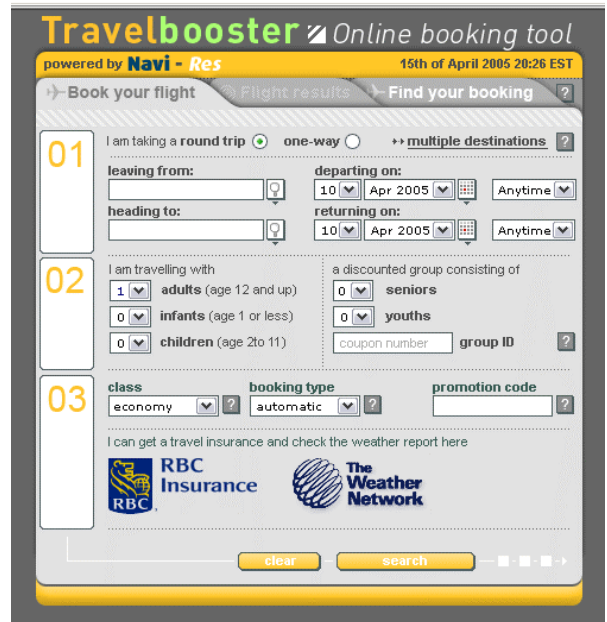 Travelbooster Online booking tool
powered by Navi - Res 15th of April 2005 20:26 EST
Book your flight Flight results Find your booking ?
01 I am taking a round trip one-way multiple destinations ?
leaving from: departing on:
10 Apr 2005 Anytime
heading to: returning on:
10 Apr 2005 Anytime
02 I am travelling with a discounted group consisting of
1 adults (age 12 and up) 0 seniors
0 infants (age 1 or less) 0 youths
0 children (age 2to 11) coupon number group ID ?
03 class booking type promotion code
economy ? automatic ? ?
I can get a travel insurance and check the weather report here
RBC
Insurance
RBC
The
Weather
Network
clear search